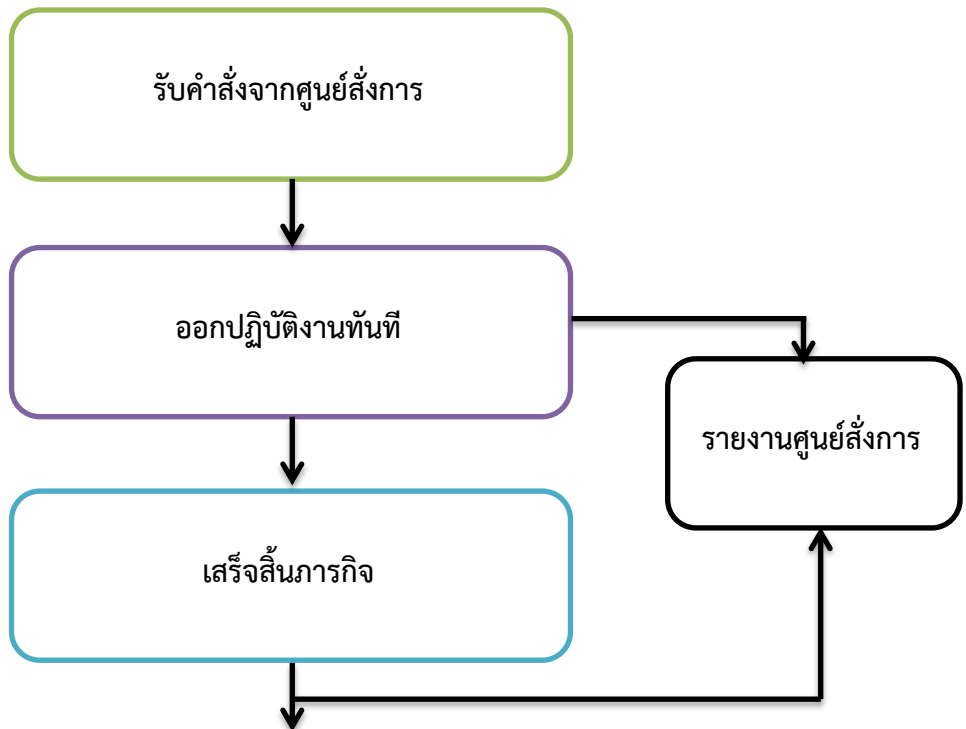 รับคำสั่งจากศูนย์สั่งการ
ออกปฏิบัติงานทันที
รายงานศูนย์สั่งการ
เสร็จสิ้นภารกิจ